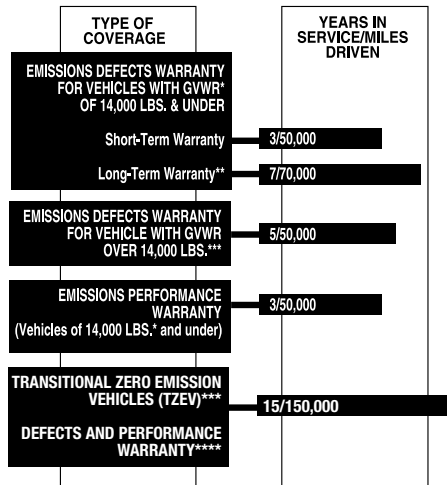 TYPE OF
COVERAGE
YEARS IN
SERVICE/MILES
DRIVEN
EMISSIONS DEFECTS WARRANTY
FOR VEHICLES WITH GVWR*
OF 14,000 LBS. & UNDER
Short-Term Warranty
3/50,000
Long-Term Warranty**
7/70,000
EMISSIONS DEFECTS WARRANTY
FOR VEHICLE WITH GVWR
OVER 14,000 LBS.***
5/50,000
EMISSIONS PERFORMANCE
WARRANTY
(Vehicles of 14,000 LBS.* and under)
3/50,000
TRANSITIONAL ZERO EMISSION
VEHICLES (TZEV)***
DEFECTS AND PERFORMANCE
WARRANTY****
15/150,000